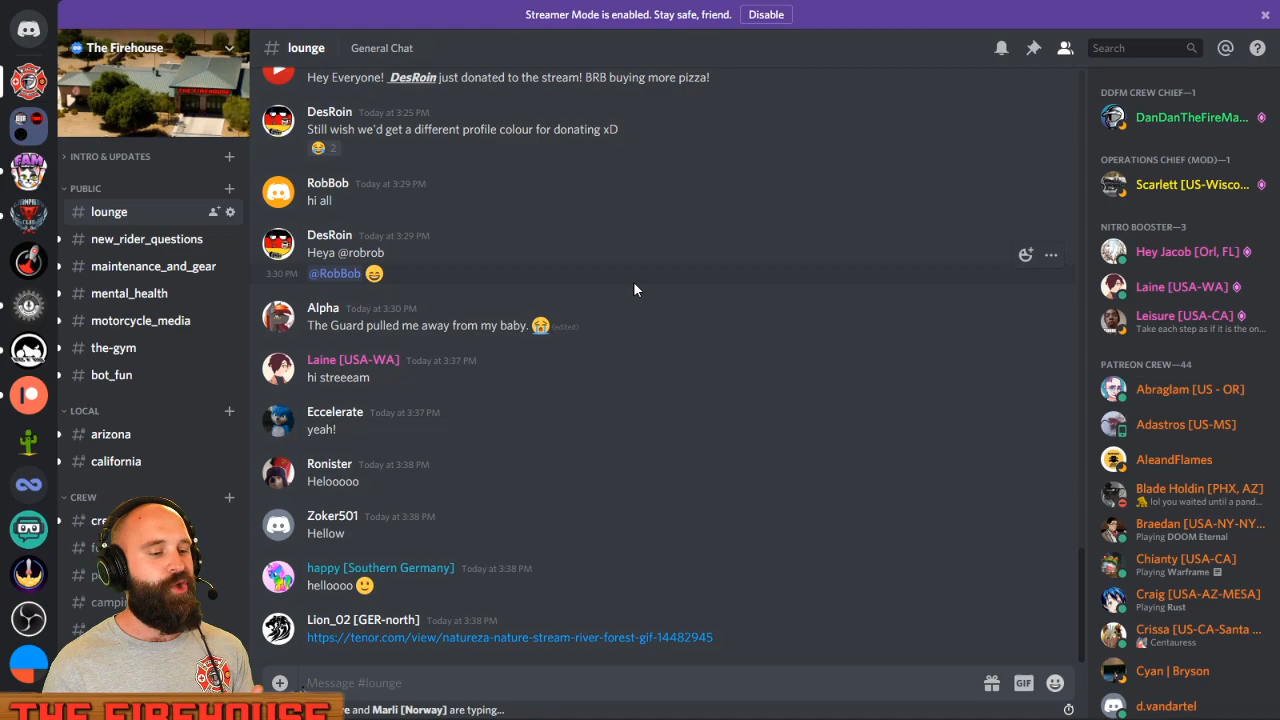 Streamer Mode is enabled. Stay safe, friend.
Disable
The Firehouse
lounge
General Chat
Search
INTRO & UPDATES
PUBLIC
lounge
new_rider_questions
maintenance_and_gear
mental_health
motorcycle_media
the-gym
bot_fun
LOCAL
arizona
california
CREW
Hey Everyone! DesRoin just donated to the stream! BRB buying more pizza!
DesRoin Today at 3:25 PM
Still wish we'd get a different profile colour for donating xD
😂 2
RobBob Today at 3:29 PM
hi all
DesRoin Today at 3:29 PM
Heya @robrob
3:30 PM @RobBob 😄
Alpha Today at 3:30 PM
The Guard pulled me away from my baby. 😭 (edited)
Laine [USA-WA] Today at 3:37 PM
hi streeeam
Eccelerate Today at 3:37 PM
yeah!
Ronister Today at 3:38 PM
Helooooo
Zoker501 Today at 3:38 PM
Hellow
happy [Southern Germany] Today at 3:38 PM
helloooo 🙂
Lion_02 [GER-north] Today at 3:38 PM
https://tenor.com/view/natureza-nature-stream-river-forest-gif-14482945
Message #lounge
GIF
and Marli [Norway] are typing...
DDFM CREW CHIEF—1
DanDanTheFireMa...
OPERATIONS CHIEF (MOD)—1
Scarlett [US-Wisco...
NITRO BOOSTER—3
Hey Jacob [Orl, FL]
Laine [USA-WA]
Leisure [USA-CA]
Take each step as if it is the on...
PATREON CREW—44
Abraglam [US - OR]
Adastros [US-MS]
AleandFlames
Blade Holdin [PHX, AZ]
lol you waited until a pand...
Braedan [USA-NY-NY...
Playing DOOM Eternal
Chianty [USA-CA]
Playing Warframe
Craig [USA-AZ-MESA]
Playing Rust
Crissa [US-CA-Santa ...
Centauress
Cyan | Bryson
d.vandartel
THE FIREHOUSE